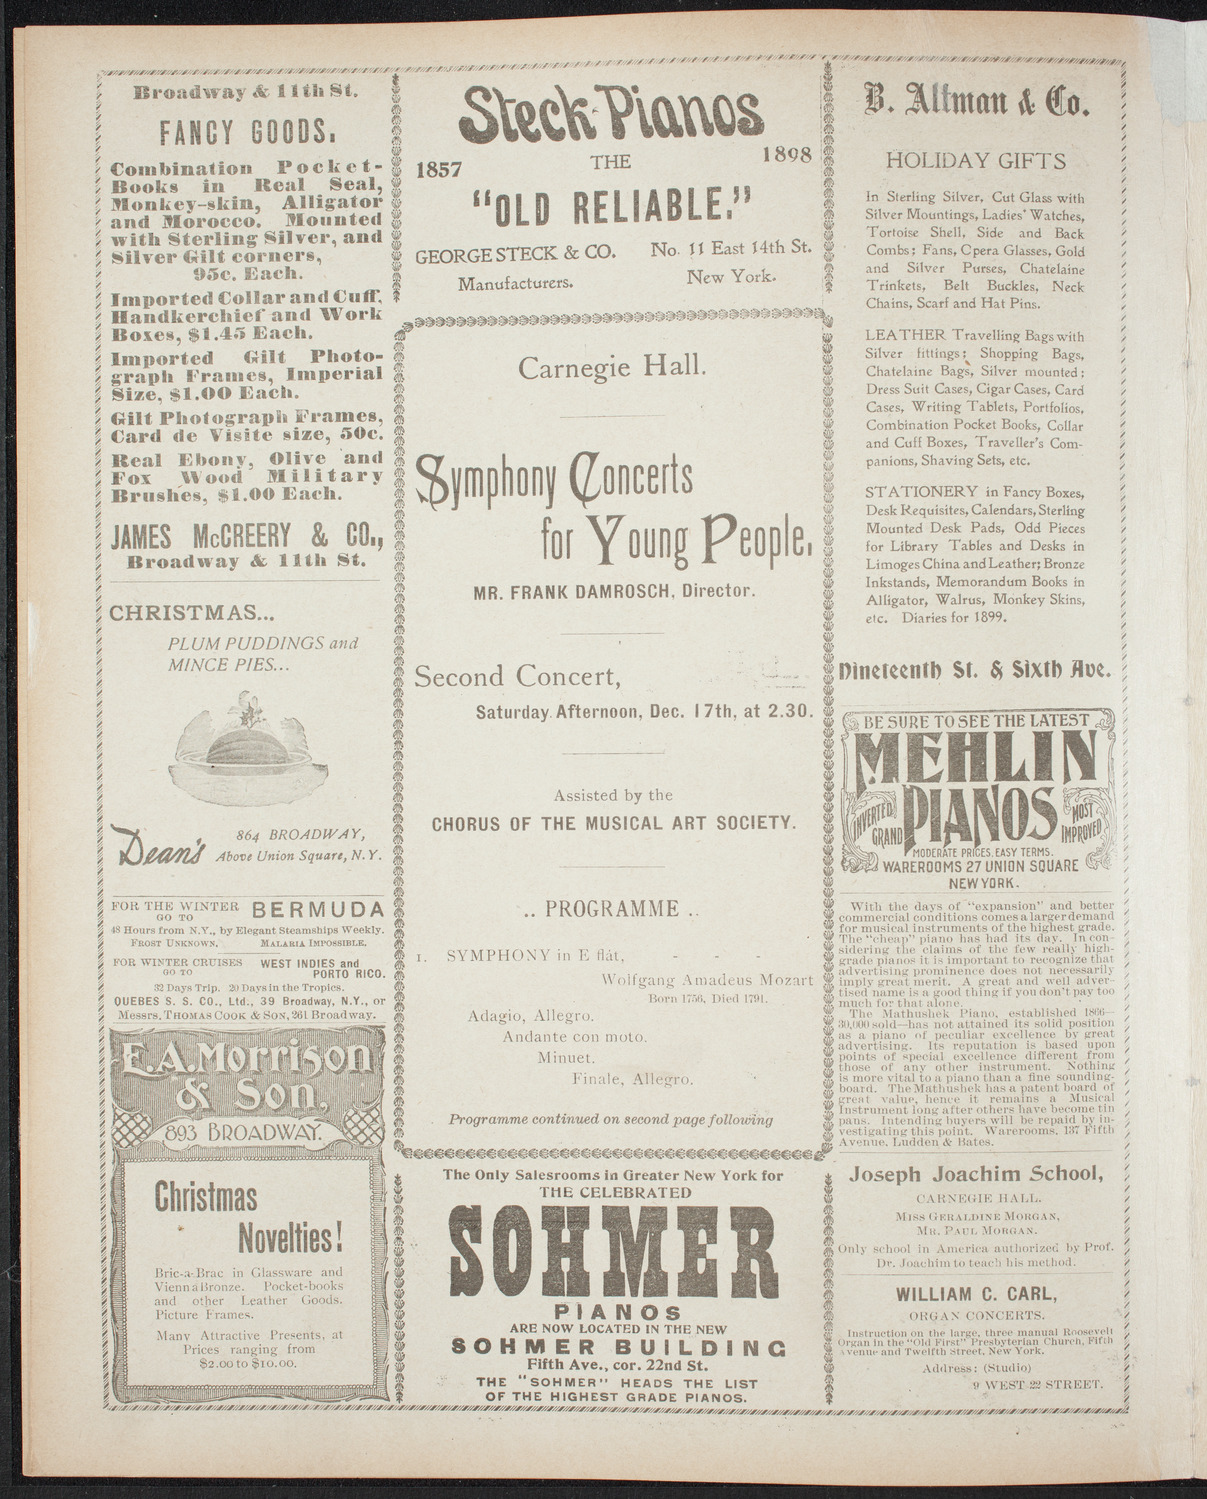 Broadway & 11th St.
FANCY GOODS.
Combination Pocket-
Books in Real Seal,
Monkey-skin, Alligator
and Morocco. Mounted
with Sterling Silver, and
Silver Gilt corners,
95c. Each.
Imported Collar and Cuff,
Handkerchief and Work
Boxes, $1.45 Each.
Imported Gilt Photo-
graph Frames, Imperial
Size, $1.00 Each.
Gilt Photograph Frames,
Card de Visite size, 50c.
Real Ebony, Olive and
Fox Wood Military
Brushes, $1.00 Each.
JAMES McCREERY & CO.,
Broadway & 11th St.
CHRISTMAS...
PLUM PUDDINGS and
MINCE PIES...
Dean's
864 BROADWAY,
Above Union Square, N. Y.
FOR THE WINTER
GO TO
BERMUDA
48 Hours from N.Y., by Elegant Steamships Weekly.
FROST UNKNOWN. MALARIA IMPOSSIBLE.
FOR WINTER CRUISES
GO TO
WEST INDIES and
PORTO RICO.
32 Days Trip. 20 Days in the Tropics.
QUEBES S. S. CO., Ltd., 39 Broadway, N.Y., or
Messrs. THOMAS COOK & SON, 261 Broadway.
E. A. Morrison
& Son,
893 BROADWAY.
Christmas
Novelties!
Bric-a-Brac in Glassware and
Vienna Bronze. Pocket-books
and other Leather Goods.
Picture Frames.
Many Attractive Presents, at
Prices ranging from
$2.00 to $10.00.
Steck Pianos
1857 THE 1898
"OLD RELIABLE."
GEORGE STECK & CO.
Manufacturers.
No. 11 East 14th St.
New York.
Carnegie Hall.
Symphony Concerts
for Young People.
MR. FRANK DAMROSCH, Director.
Second Concert,
Saturday Afternoon, Dec. 17th, at 2.30.
Assisted by the
CHORUS OF THE MUSICAL ART SOCIETY.
.. PROGRAMME ..
1. SYMPHONY in E flat, - - -
Wolfgang Amadeus Mozart
Born 1756, Died 1791.
Adagio, Allegro.
Andante con moto.
Minuet.
Finale, Allegro.
Programme continued on second page following
The Only Salesrooms in Greater New York for
THE CELEBRATED
SOHMER
PIANOS
ARE NOW LOCATED IN THE NEW
SOHMER BUILDING
Fifth Ave., cor. 22nd St.
THE "SOHMER" HEADS THE LIST
OF THE HIGHEST GRADE PIANOS.
B. Altman & Co.
HOLIDAY GIFTS
In Sterling Silver, Cut Glass with
Silver Mountings, Ladies' Watches,
Tortoise Shell, Side and Back
Combs; Fans, Opera Glasses, Gold
and Silver Purses, Chatelaine
Trinkets, Belt Buckles, Neck
Chains, Scarf and Hat Pins.
LEATHER Travelling Bags with
Silver fittings; Shopping Bags,
Chatelaine Bags, Silver mounted;
Dress Suit Cases, Cigar Cases, Card
Cases, Writing Tablets, Portfolios,
Combination Pocket Books, Collar
and Cuff Boxes, Traveller's Com-
panions, Shaving Sets, etc.
STATIONERY in Fancy Boxes,
Desk Requisites, Calendars, Sterling
Mounted Desk Pads, Odd Pieces
for Library Tables and Desks in
Limoges China and Leather; Bronze
Inkstands, Memorandum Books in
Alligator, Walrus, Monkey Skins,
etc. Diaries for 1899.
Nineteenth St. & Sixth Ave.
BE SURE TO SEE THE LATEST
MEHLIN
PIANOS
INVERTED
GRAND
MOST
IMPROVED
MODERATE PRICES, EASY TERMS.
WAREROOMS 27 UNION SQUARE
NEW YORK.
With the days of "expansion" and better
commercial conditions comes a larger demand
for musical instruments of the highest grade.
The "cheap" piano has had its day. In con-
sidering the claims of the few really high-
grade pianos it is important to recognize that
advertising prominence does not necessarily
imply great merit. A great and well adver-
tised name is a good thing if you don't pay too
much for that alone.
The Mathushek Piano, established 1866—
30,000 sold—has not attained its solid position
as a piano of peculiar excellence by great
advertising. Its reputation is based upon
points of special excellence different from
those of any other instrument. Nothing
is more vital to a piano than a fine sounding-
board. The Mathushek has a patent board of
great value, hence it remains a Musical
Instrument long after others have become tin
pans. Intending buyers will be repaid by in-
vestigating this point. Warerooms, 137 Fifth
Avenue, Ludden & Bates.
Joseph Joachim School,
CARNEGIE HALL.
MISS GERALDINE MORGAN,
MR. PAUL MORGAN.
Only school in America authorized by Prof.
Dr. Joachim to teach his method.
WILLIAM C. CARL,
ORGAN CONCERTS.
Instruction on the large, three manual Roosevelt
Organ in the "Old First" Presbyterian Church, Fifth
Avenue and Twelfth Street, New York.
Address: (Studio)
9 WEST 22 STREET.